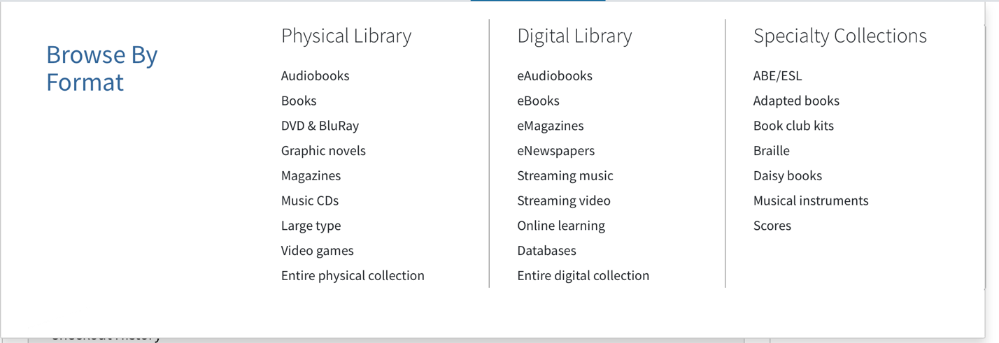 Browse By
Format
Physical Library
Audiobooks
Books
DVD & BluRay
Graphic novels
Magazines
Music CDs
Large type
Video games
Entire physical collection
Digital Library
eAudiobooks
eBooks
eMagazines
eNewspapers
Streaming music
Streaming video
Online learning
Databases
Entire digital collection
Specialty Collections
ABE/ESL
Adapted books
Book club kits
Braille
Daisy books
Musical instruments
Scores